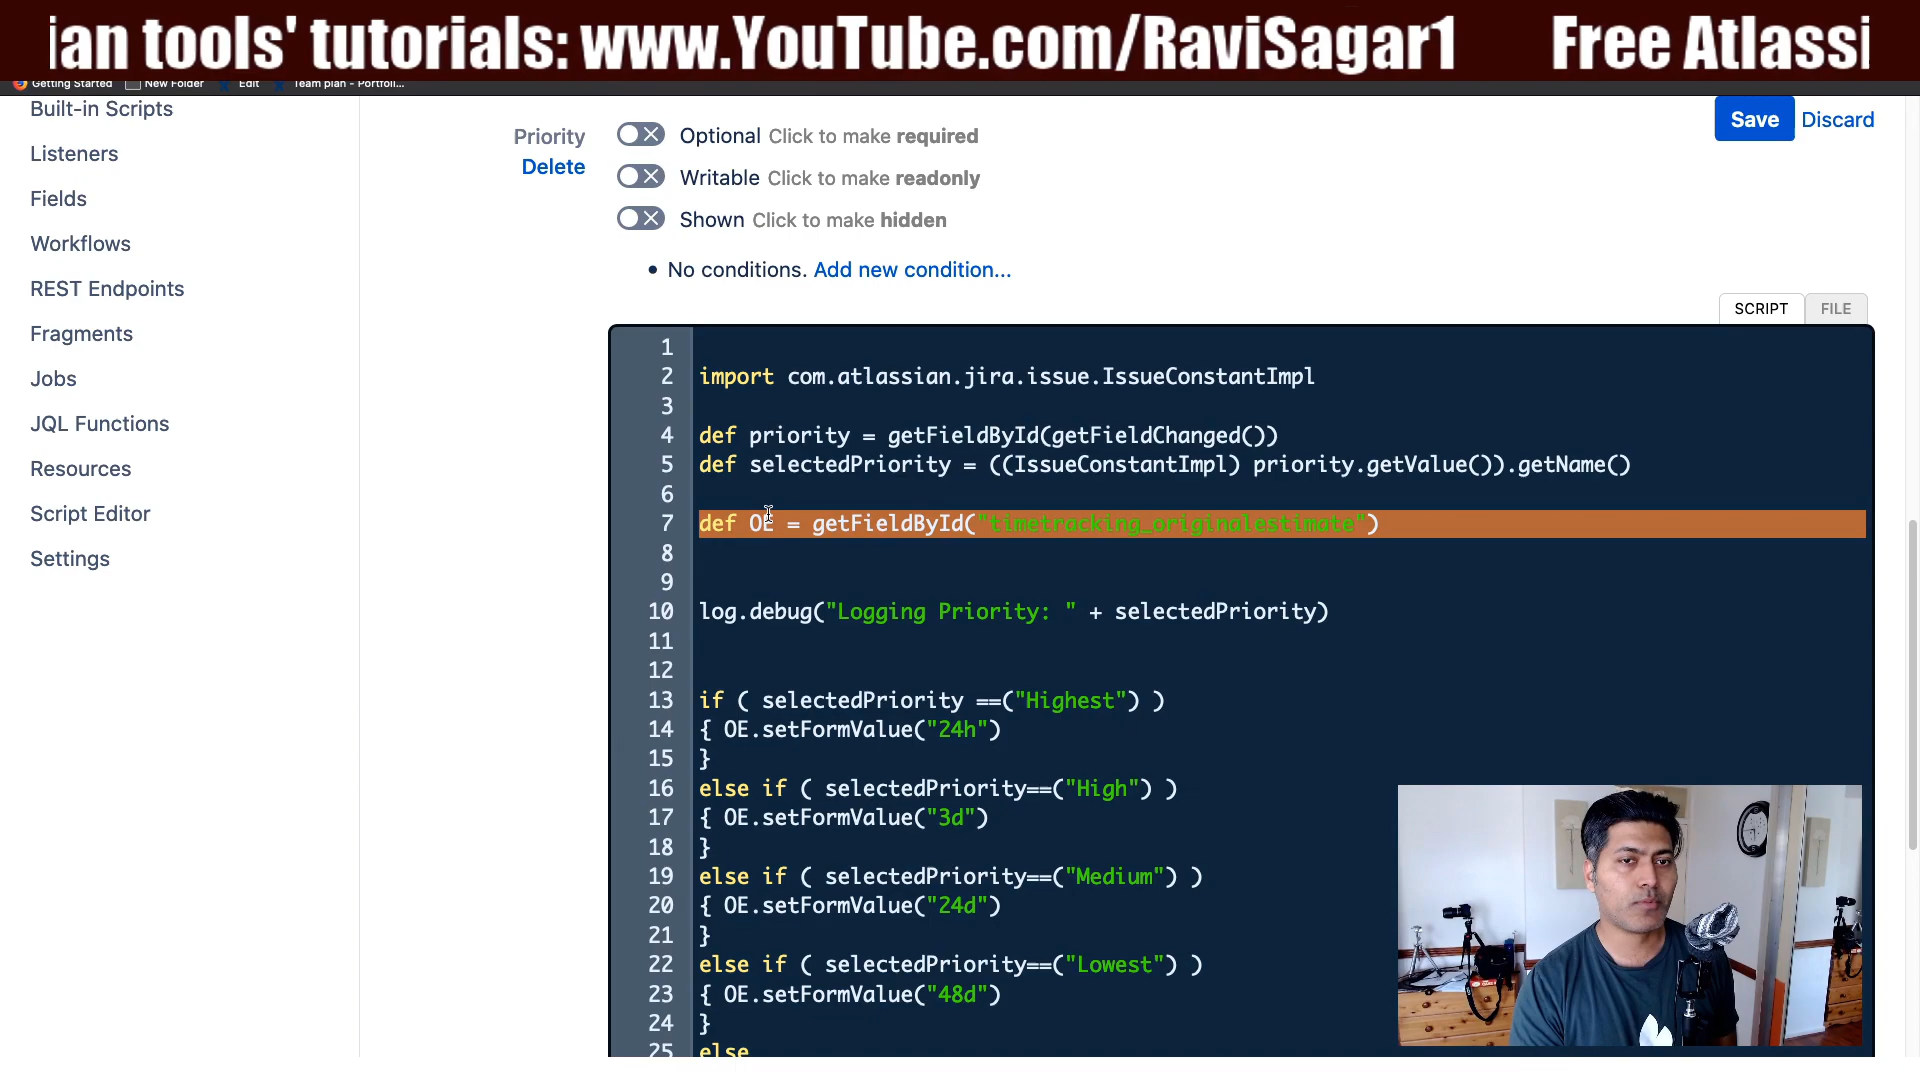 ian tools' tutorials: www.YouTube.com/RaviSagar1 Free Atlassi
Getting Started New Folder Edit Team plan - Portfoli...
Built-in Scripts
Listeners
Fields
Workflows
REST Endpoints
Fragments
Jobs
JQL Functions
Resources
Script Editor
Settings
Save Discard
Priority
Delete
Optional Click to make required
Writable Click to make readonly
Shown Click to make hidden
No conditions. Add new condition...
SCRIPT FILE
1
2 import com.atlassian.jira.issue.IssueConstantImpl
3
4 def priority = getFieldById(getFieldChanged())
5 def selectedPriority = ((IssueConstantImpl) priority.getValue()).getName()
6
7 def OE = getFieldById("timetracking_originalestimate")
8
9
10 log.debug("Logging Priority: " + selectedPriority)
11
12
13 if ( selectedPriority ==("Highest") )
14 { OE.setFormValue("24h")
15 }
16 else if ( selectedPriority==("High") )
17 { OE.setFormValue("3d")
18 }
19 else if ( selectedPriority==("Medium") )
20 { OE.setFormValue("24d")
21 }
22 else if ( selectedPriority==("Lowest") )
23 { OE.setFormValue("48d")
24 }
25 else